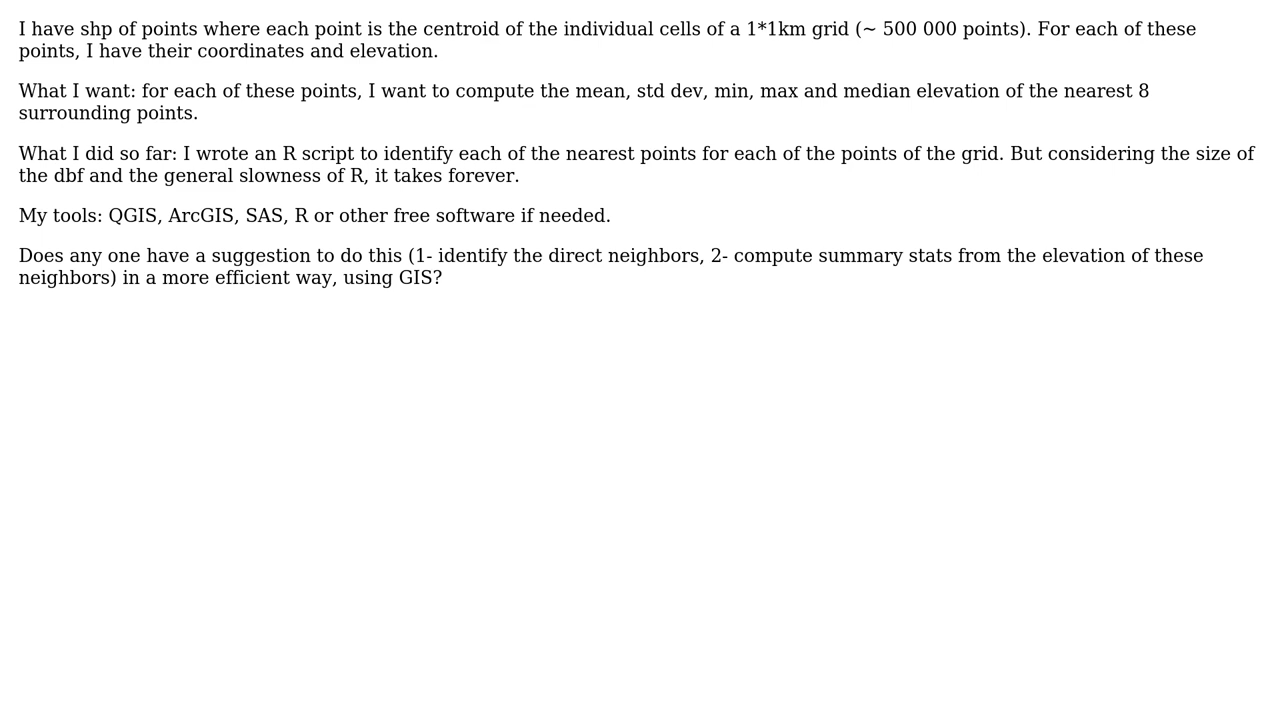 I have shp of points where each point is the centroid of the individual cells of a 1*1km grid (~ 500 000 points). For each of these
points, I have their coordinates and elevation.
What I want: for each of these points, I want to compute the mean, std dev, min, max and median elevation of the nearest 8
surrounding points.
What I did so far: I wrote an R script to identify each of the nearest points for each of the points of the grid. But considering the size of
the dbf and the general slowness of R, it takes forever.
My tools: QGIS, ArcGIS, SAS, R or other free software if needed.
Does any one have a suggestion to do this (1- identify the direct neighbors, 2- compute summary stats from the elevation of these
neighbors) in a more efficient way, using GIS?